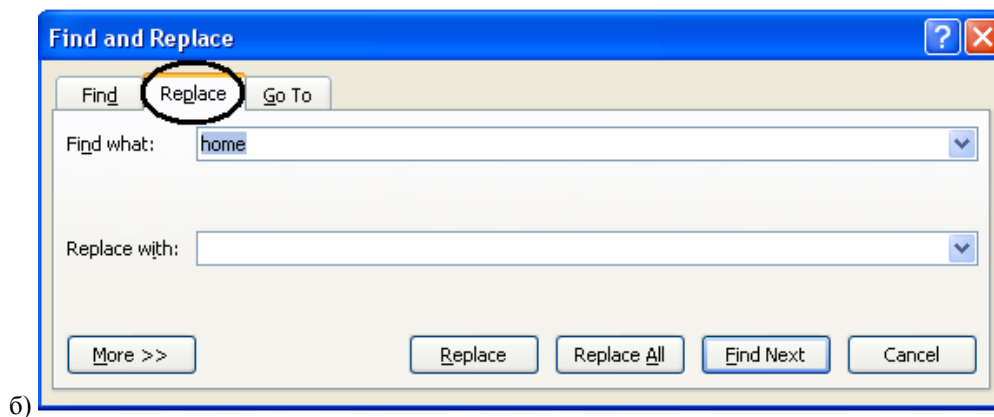 Find and Replace
Find Replace Go To
Find what: home
Replace with:
More >> Replace Replace All Find Next Cancel
б)